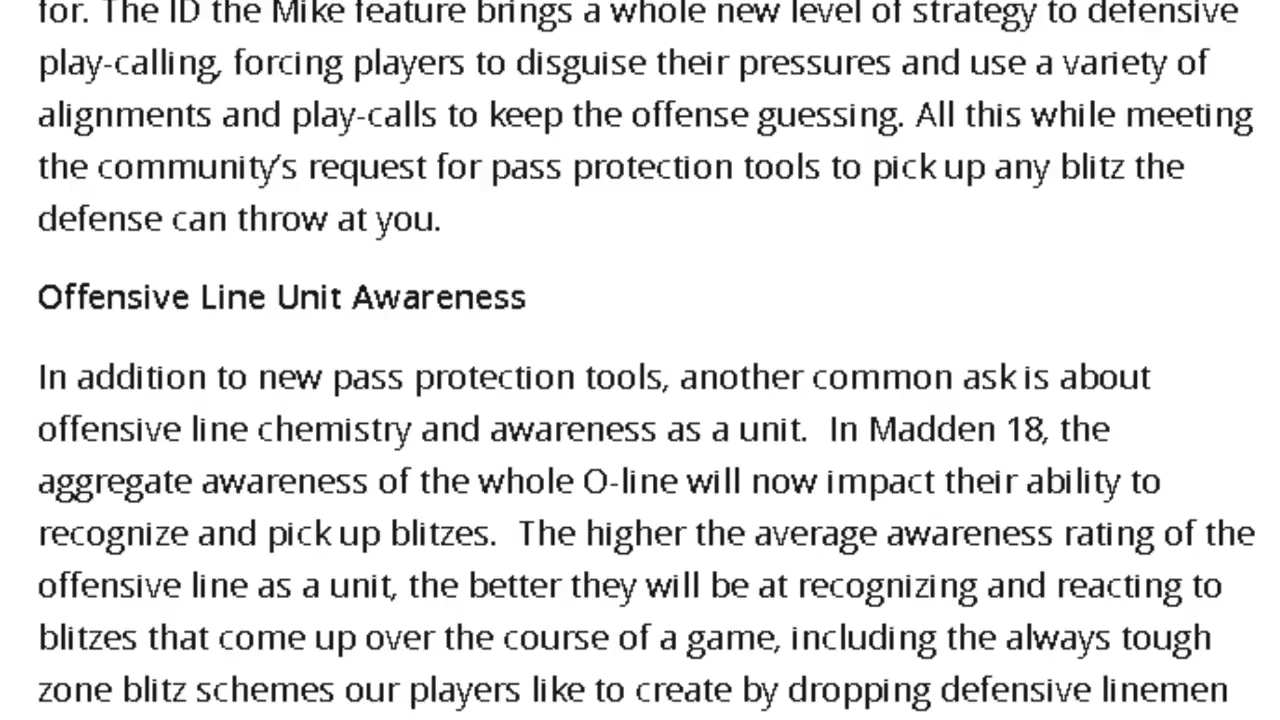 for. The ID the Mike feature brings a whole new level of strategy to defensive
play-calling, forcing players to disguise their pressures and use a variety of
alignments and play-calls to keep the offense guessing. All this while meeting
the community's request for pass protection tools to pick up any blitz the
defense can throw at you.
Offensive Line Unit Awareness
In addition to new pass protection tools, another common ask is about
offensive line chemistry and awareness as a unit.  In Madden 18, the
aggregate awareness of the whole O-line will now impact their ability to
recognize and pick up blitzes.  The higher the average awareness rating of the
offensive line as a unit, the better they will be at recognizing and reacting to
blitzes that come up over the course of a game, including the always tough
zone blitz schemes our players like to create by dropping defensive linemen